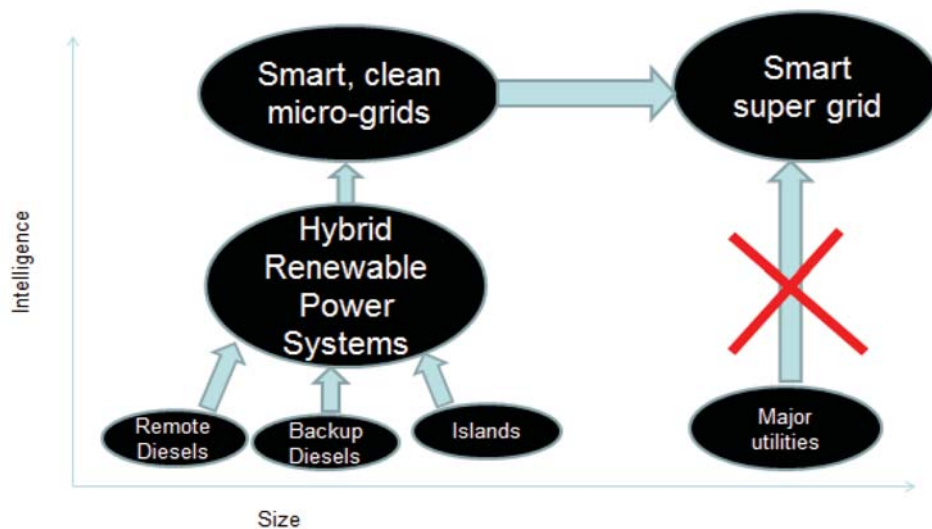 Smart, clean
micro-grids
Smart
super grid
Intelligence
Hybrid
Renewable
Power
Systems
Remote
Diesels
Backup
Diesels
Islands
Major
utilities
Size